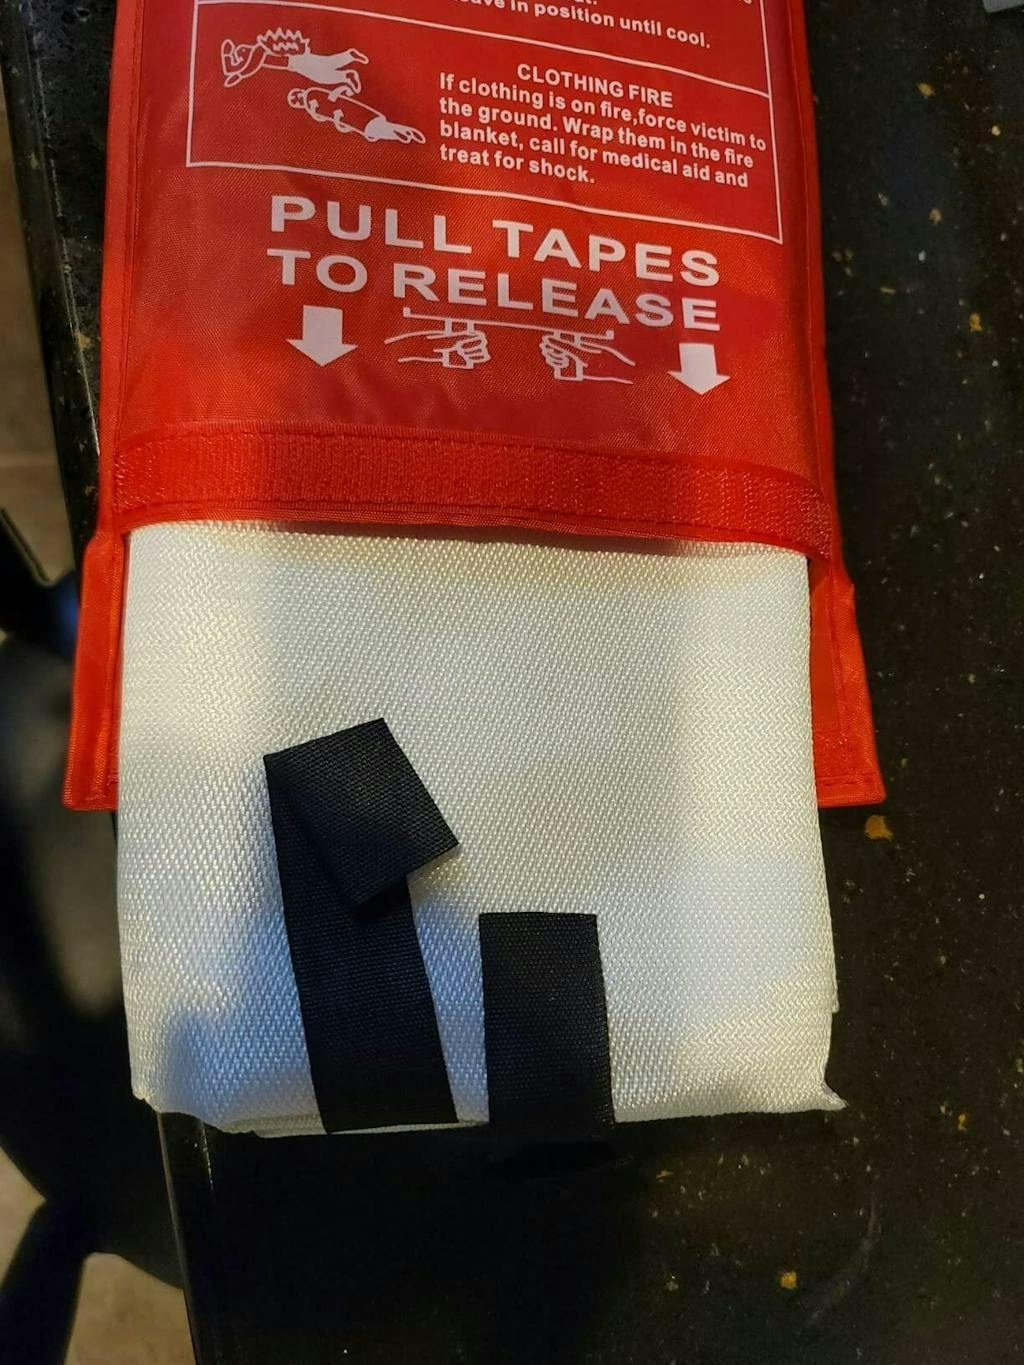 in position until cool.
CLOTHING FIRE
If clothing is on fire,force victim to
the ground. Wrap them in the fire
blanket, call for medical aid and
treat for shock.
PULL TAPES
TO RELEASE